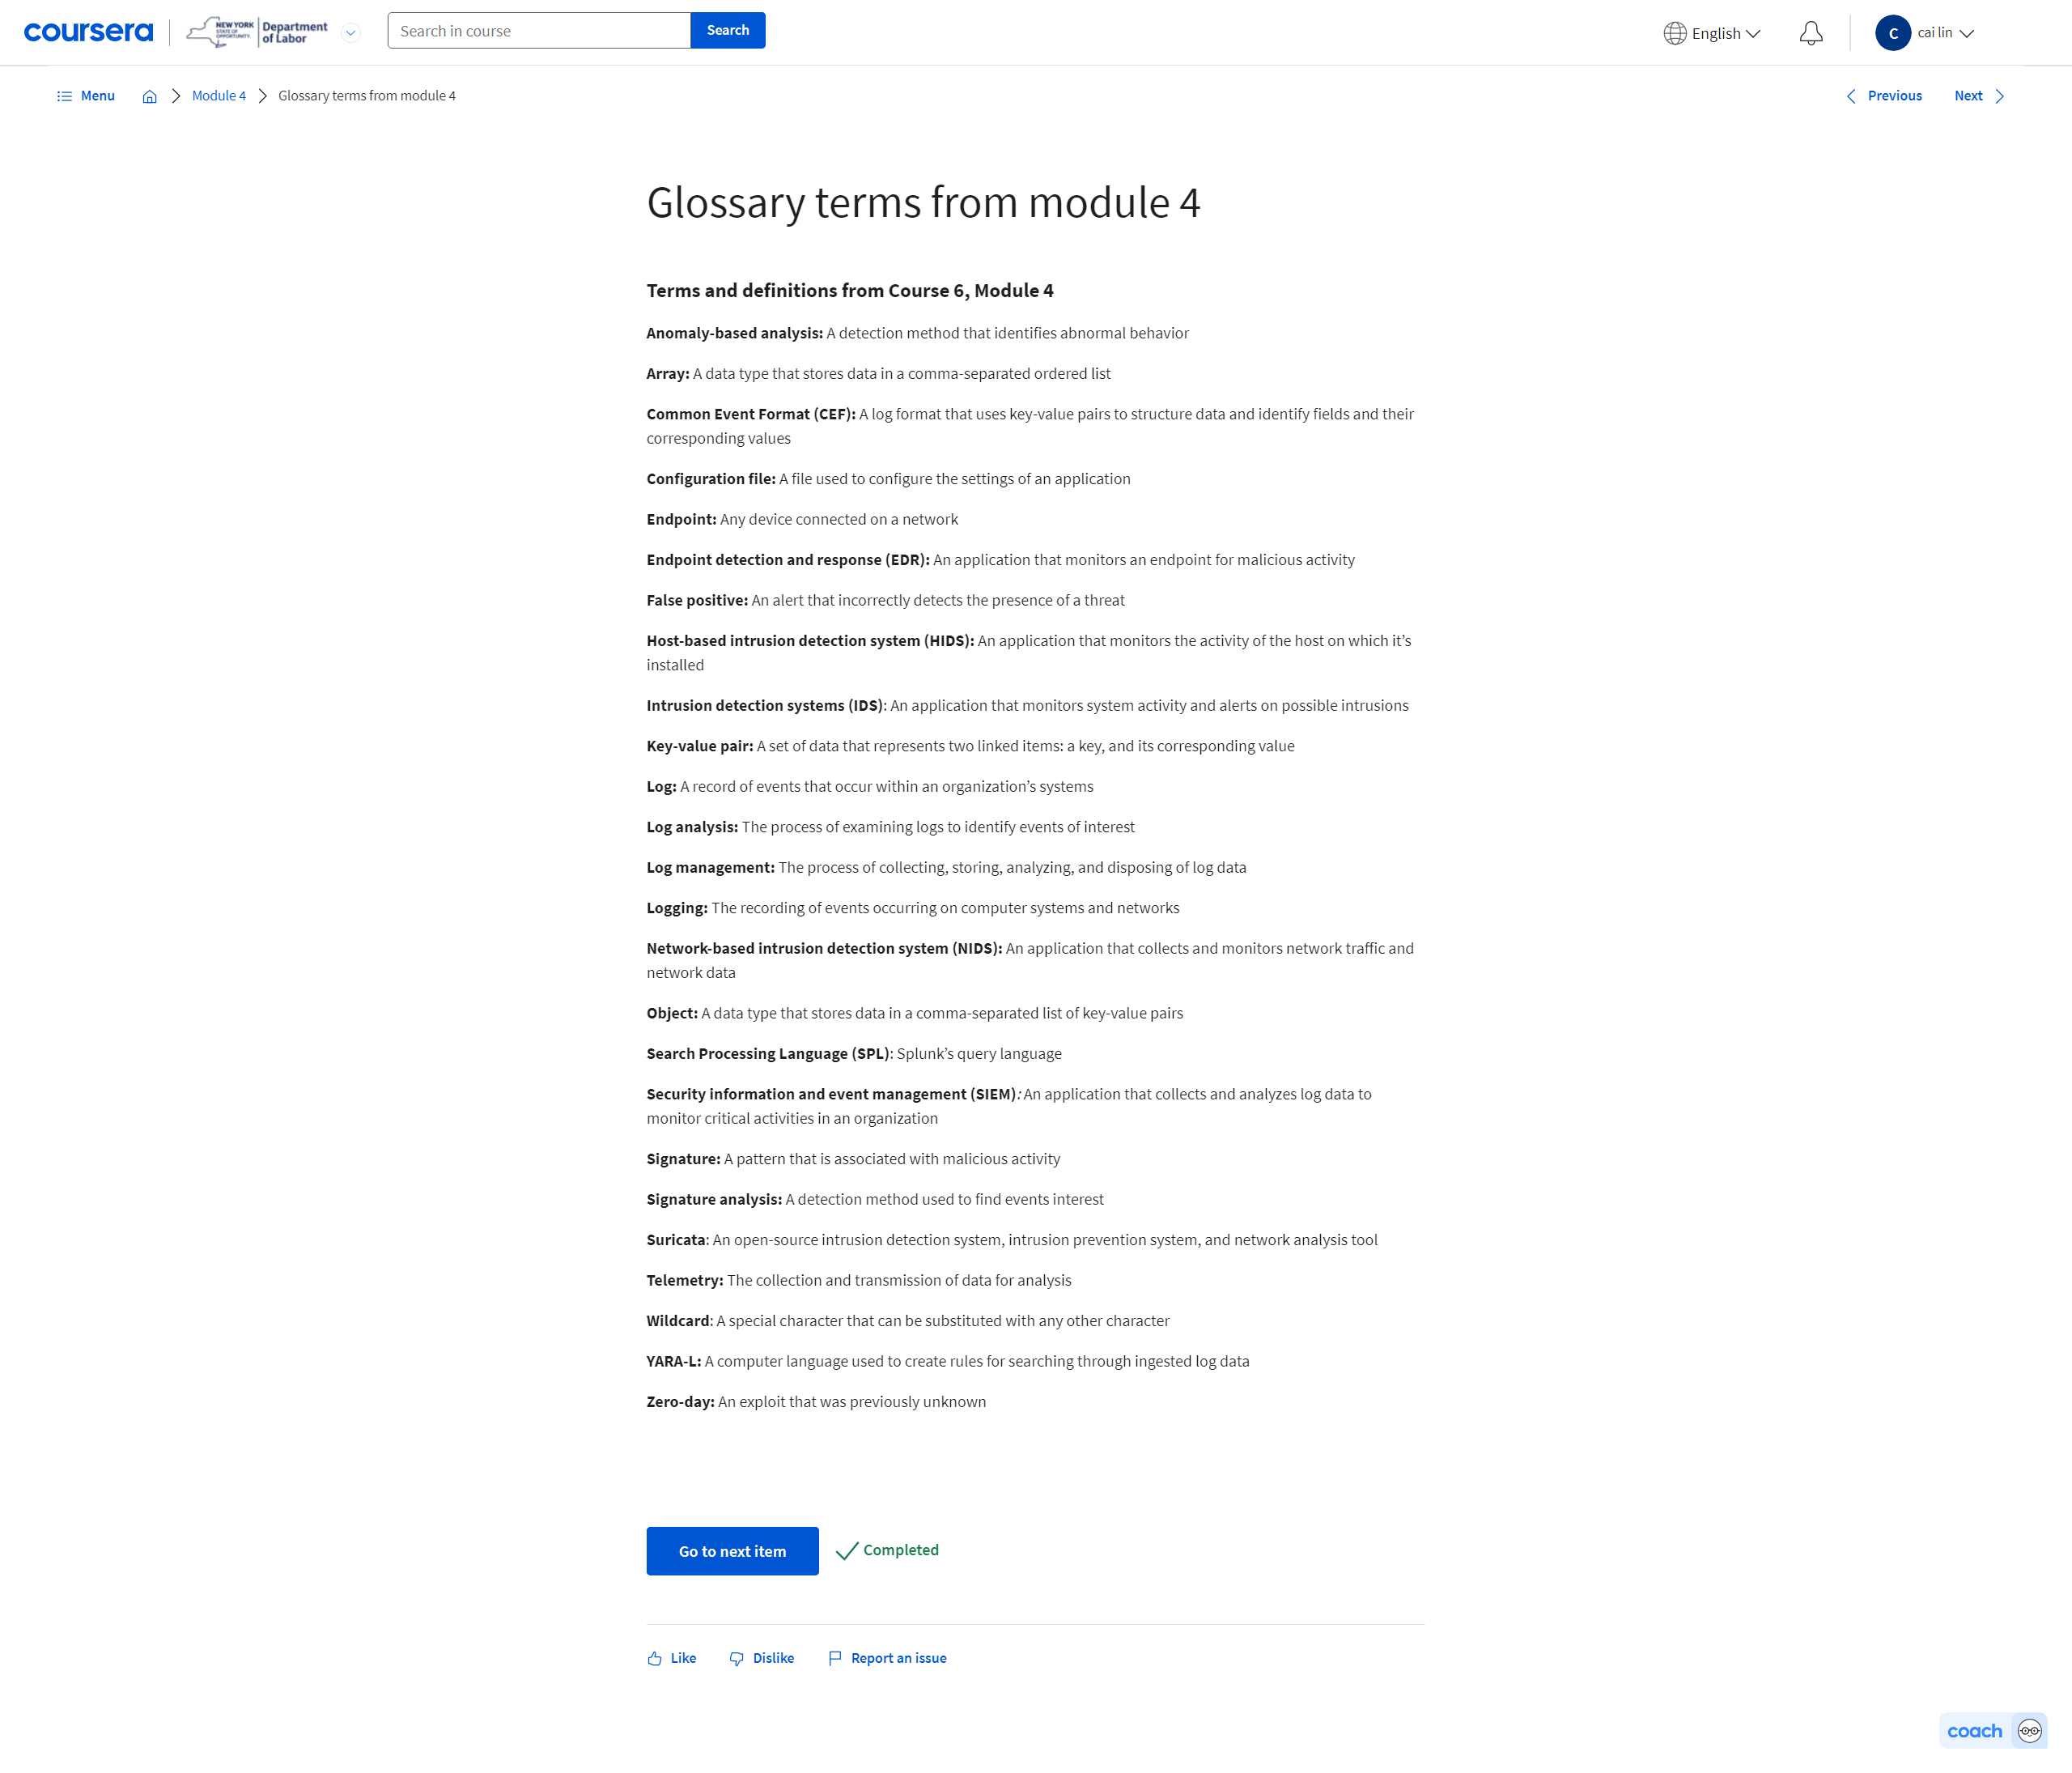 coursera
NEW YORK
STATE OF
OPPORTUNITY
Department
of Labor
Search in course
Search
English
C
cai lin
Menu
Module 4
Glossary terms from module 4
Previous
Next
Glossary terms from module 4
Terms and definitions from Course 6, Module 4
Anomaly-based analysis: A detection method that identifies abnormal behavior
Array: A data type that stores data in a comma-separated ordered list
Common Event Format (CEF): A log format that uses key-value pairs to structure data and identify fields and their
corresponding values
Configuration file: A file used to configure the settings of an application
Endpoint: Any device connected on a network
Endpoint detection and response (EDR): An application that monitors an endpoint for malicious activity
False positive: An alert that incorrectly detects the presence of a threat
Host-based intrusion detection system (HIDS): An application that monitors the activity of the host on which it’s
installed
Intrusion detection systems (IDS): An application that monitors system activity and alerts on possible intrusions
Key-value pair: A set of data that represents two linked items: a key, and its corresponding value
Log: A record of events that occur within an organization’s systems
Log analysis: The process of examining logs to identify events of interest
Log management: The process of collecting, storing, analyzing, and disposing of log data
Logging: The recording of events occurring on computer systems and networks
Network-based intrusion detection system (NIDS): An application that collects and monitors network traffic and
network data
Object: A data type that stores data in a comma-separated list of key-value pairs
Search Processing Language (SPL): Splunk’s query language
Security information and event management (SIEM): An application that collects and analyzes log data to
monitor critical activities in an organization
Signature: A pattern that is associated with malicious activity
Signature analysis: A detection method used to find events interest
Suricata: An open-source intrusion detection system, intrusion prevention system, and network analysis tool
Telemetry: The collection and transmission of data for analysis
Wildcard: A special character that can be substituted with any other character
YARA-L: A computer language used to create rules for searching through ingested log data
Zero-day: An exploit that was previously unknown
Go to next item
Completed
Like
Dislike
Report an issue
coach